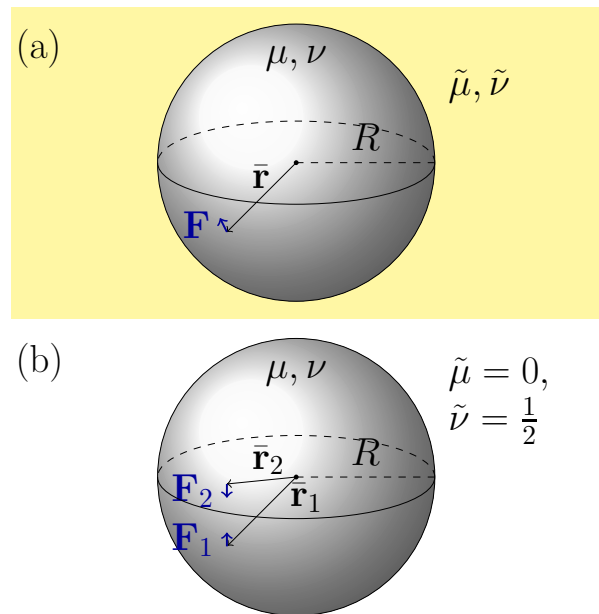 (a)
μ, ν
μ̃, ν̃
R
r̄
F
(b)
μ, ν
μ̃ = 0,
ν̃ = 1/2
R
r̄₂
F₂
r̄₁
F₁